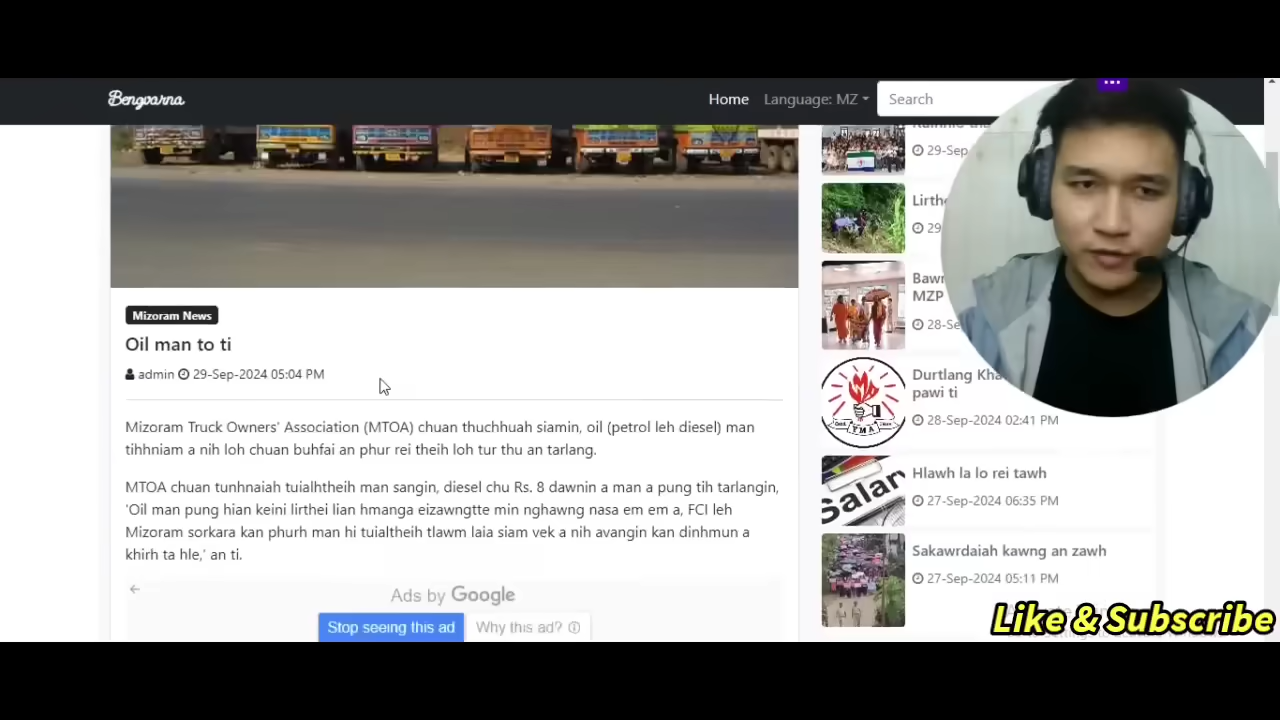 Bengvarna
Home
Language: MZ
Search
29-Sep
Lirthe
29
Bawr
MZP
28-Se
Mizoram News
Oil man to ti
admin 29-Sep-2024 05:04 PM
Mizoram Truck Owners' Association (MTOA) chuan thuchhuah siamin, oil (petrol leh diesel) man
tihhniam a nih loh chuan buhfai an phur rei theih loh tur thu an tarlang.
MTOA chuan tunhnaiah tuialhtheih man sangin, diesel chu Rs. 8 dawnin a man a pung tih tarlangin,
'Oil man pung hian keini lirthel lian hmanga eizawngtte min nghawng nasa em em a, FCI leh
Mizoram sorkara kan phurh man hi tuialtheih tlawm laia siam vek a nih avangin kan dinhmun a
khirh ta hle,' an ti.
Ads by Google
Stop seeing this ad
Why this ad?
Durtlang Kha
pawi ti
28-Sep-2024 02:41 PM
YMA
Salar
Hlawh la lo rei tawh
27-Sep-2024 06:35 PM
Sakawrdaiah kawng an zawh
27-Sep-2024 05:11 PM
Like & Subscribe